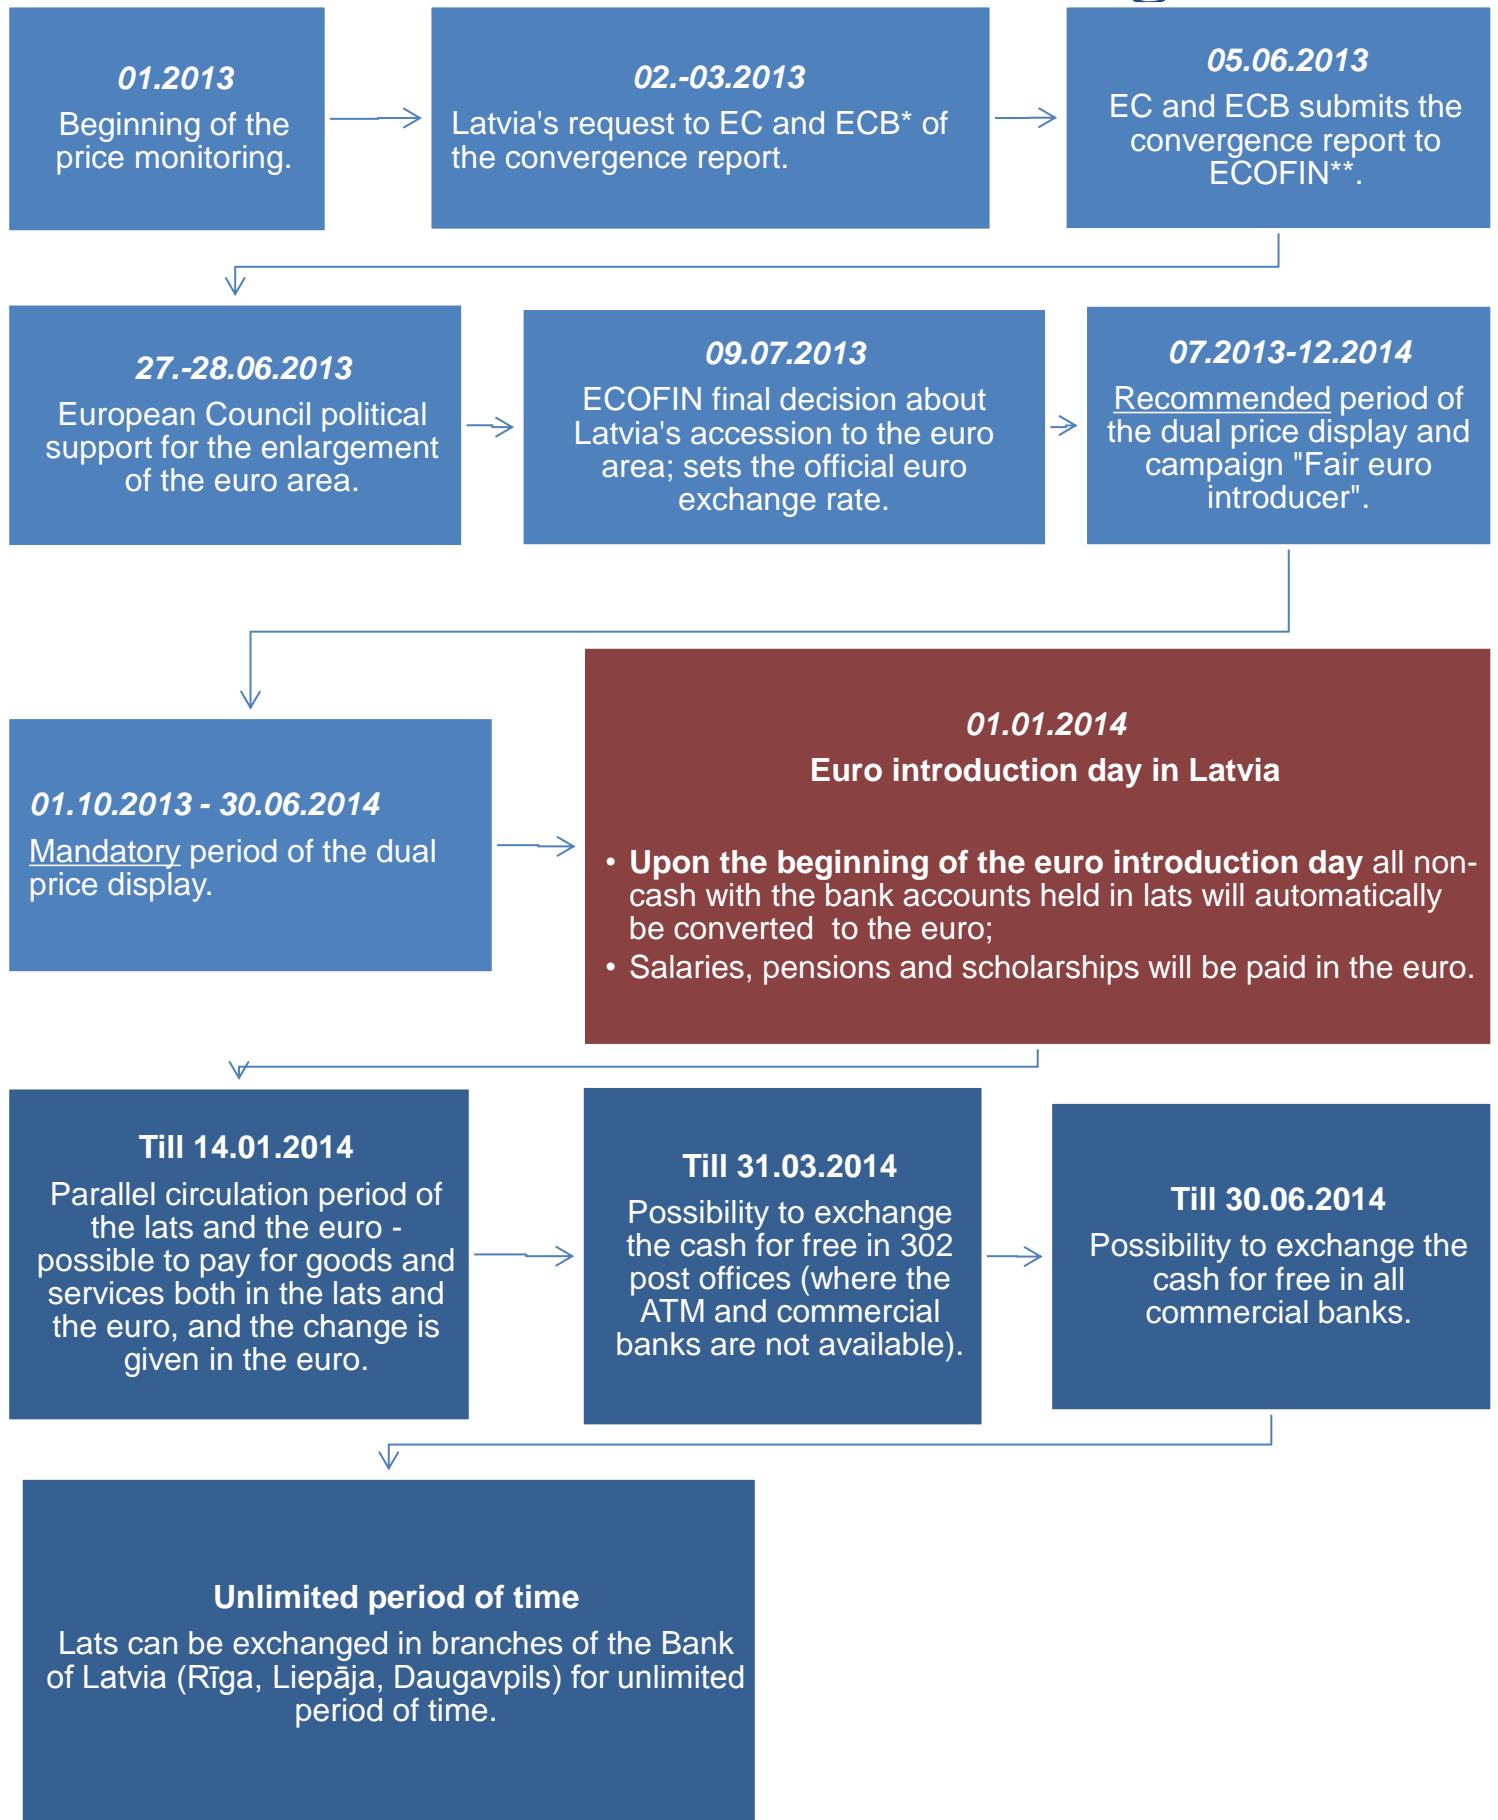 01.2013
Beginning of the
price monitoring.
02.-03.2013
Latvia's request to EC and ECB* of
the convergence report.
05.06.2013
EC and ECB submits the
convergence report to
ECOFIN**.
27.-28.06.2013
European Council political
support for the enlargement
of the euro area.
09.07.2013
ECOFIN final decision about
Latvia's accession to the euro
area; sets the official euro
exchange rate.
07.2013-12.2014
Recommended period of
the dual price display and
campaign "Fair euro
introducer".
01.10.2013 - 30.06.2014
Mandatory period of the dual
price display.
01.01.2014
Euro introduction day in Latvia
• Upon the beginning of the euro introduction day all non-
cash with the bank accounts held in lats will automatically
be converted  to the euro;
• Salaries, pensions and scholarships will be paid in the euro.
Till 14.01.2014
Parallel circulation period of
the lats and the euro -
possible to pay for goods and
services both in the lats and
the euro, and the change is
given in the euro.
Till 31.03.2014
Possibility to exchange
the cash for free in 302
post offices (where the
ATM and commercial
banks are not available).
Till 30.06.2014
Possibility to exchange the
cash for free in all
commercial banks.
Unlimited period of time
Lats can be exchanged in branches of the Bank
of Latvia (Rīga, Liepāja, Daugavpils) for unlimited
period of time.